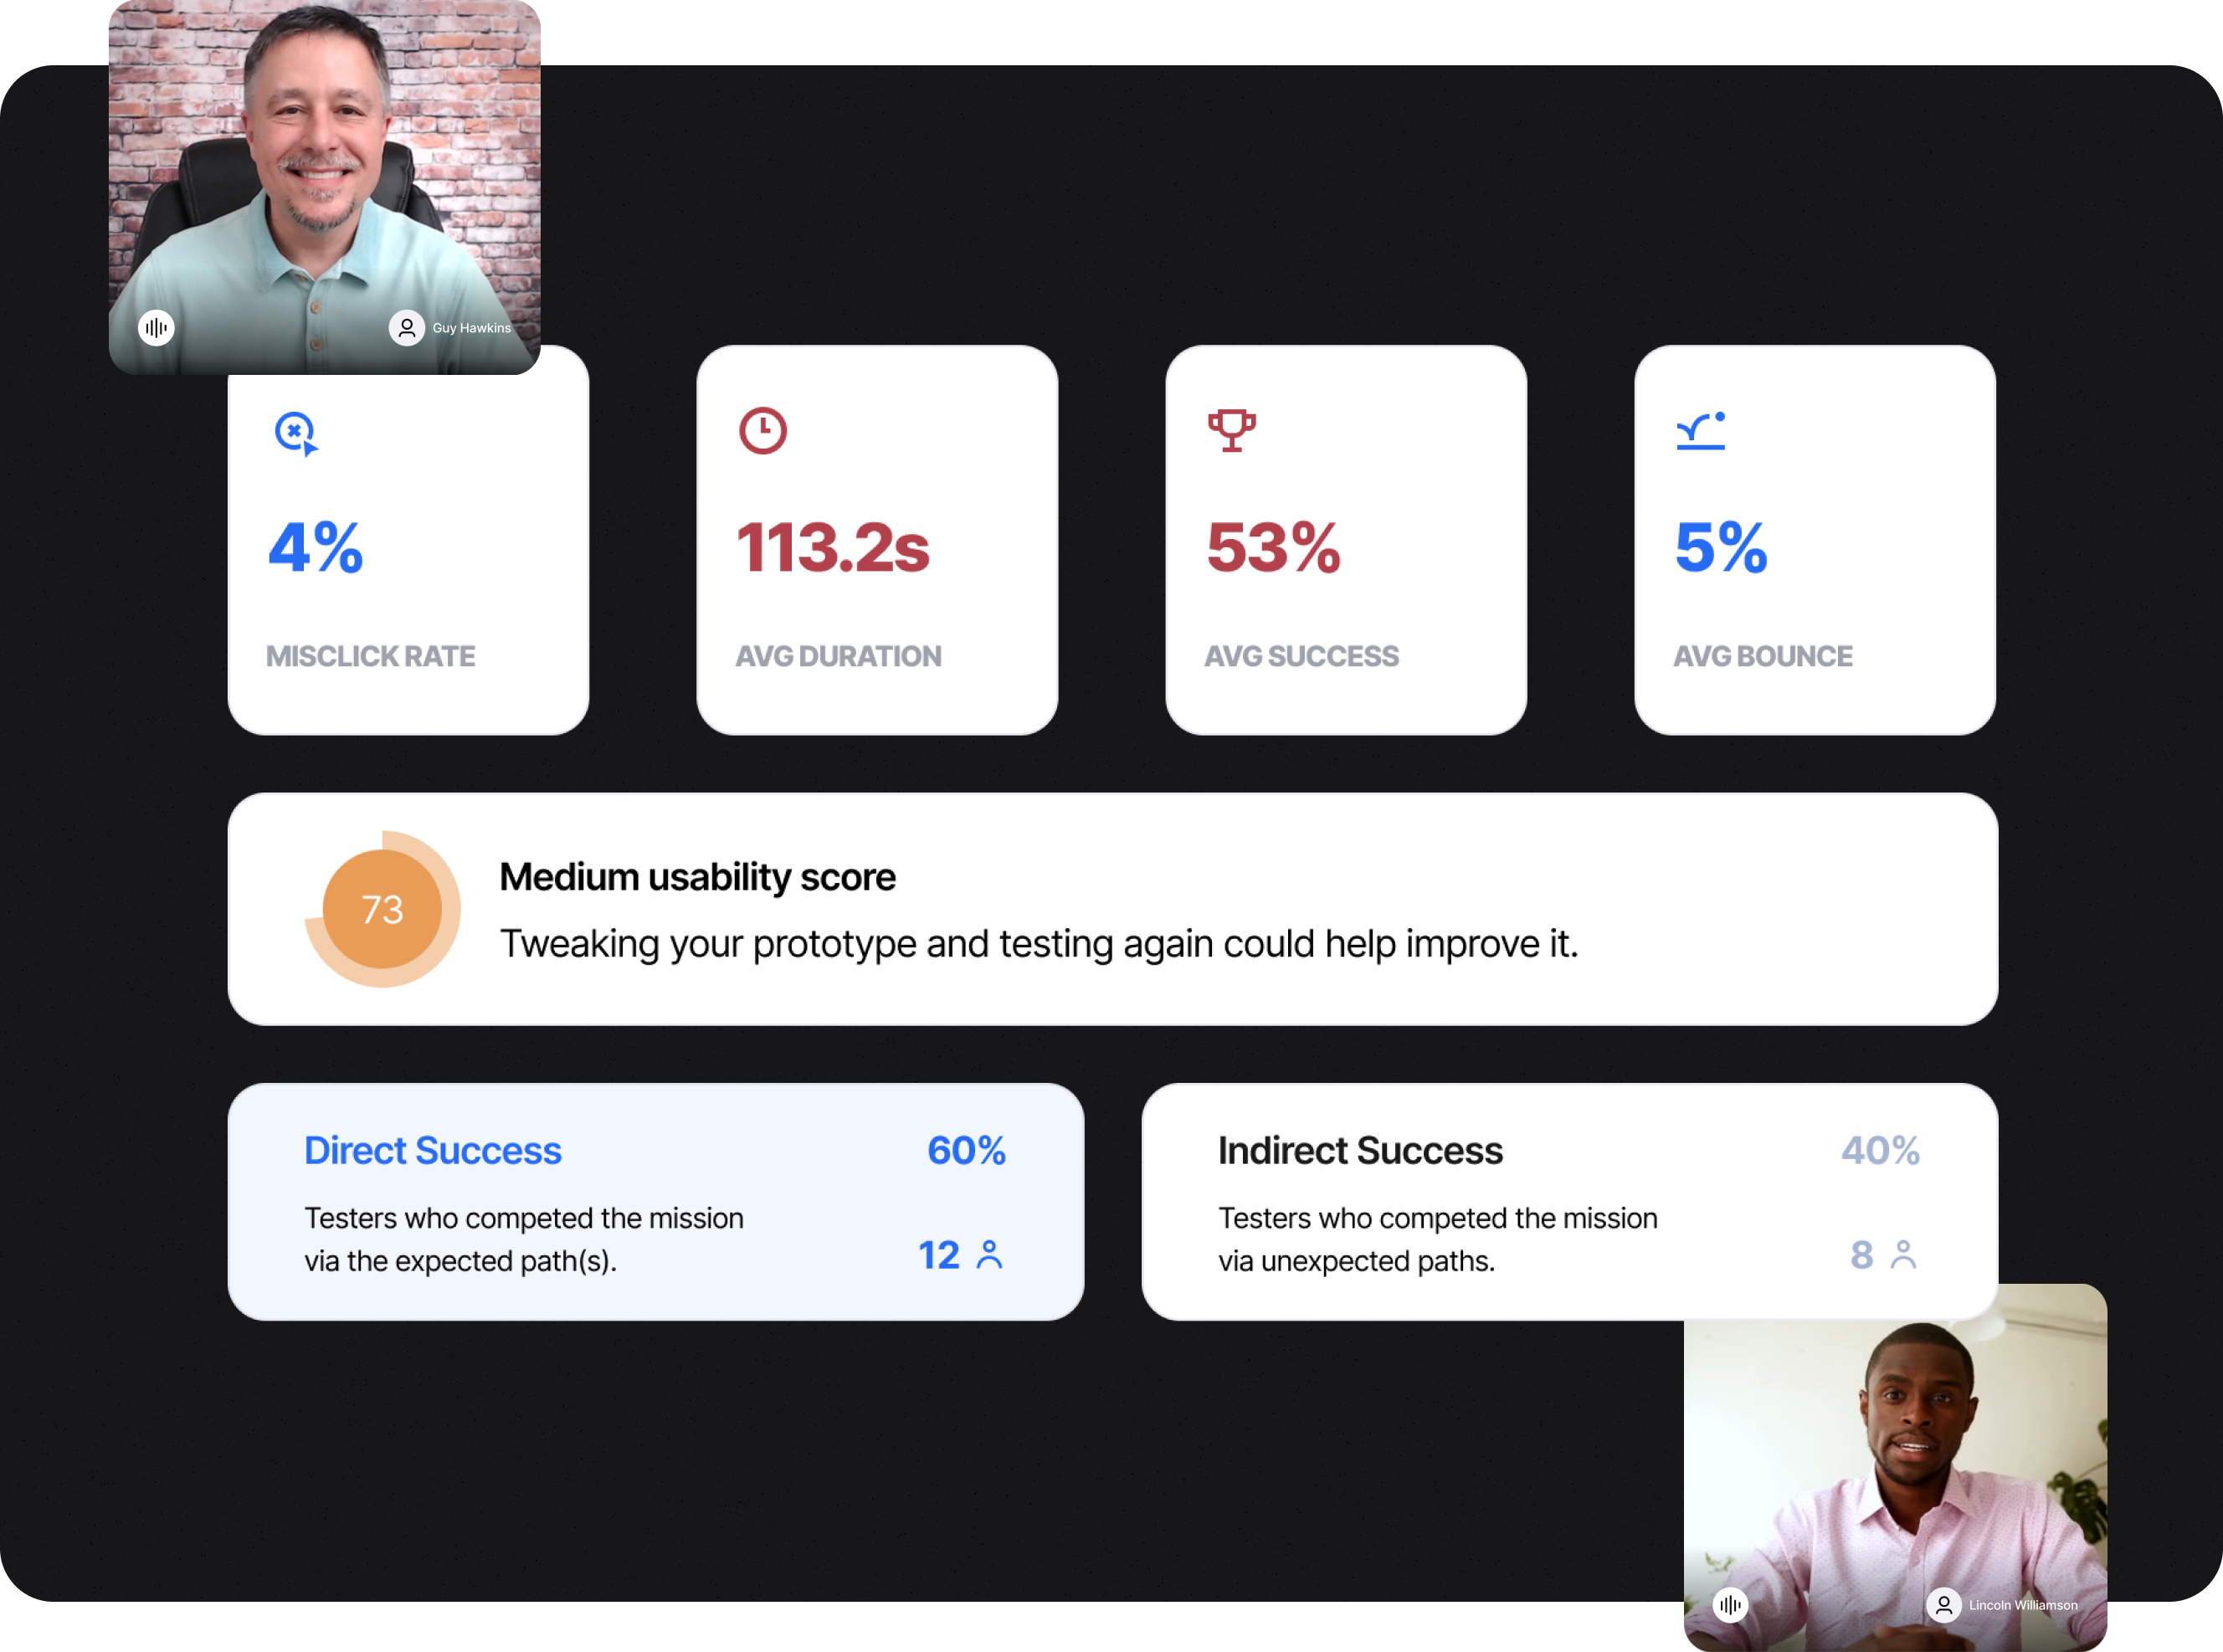 Guy Hawkins
4%
MISCLICK RATE
113.2s
AVG DURATION
53%
AVG SUCCESS
5%
AVG BOUNCE
73
Medium usability score
Tweaking your prototype and testing again could help improve it.
Direct Success
60%
Testers who competed the mission
via the expected path(s).
12
Indirect Success
40%
Testers who competed the mission
via unexpected paths.
8
Lincoln Williamson